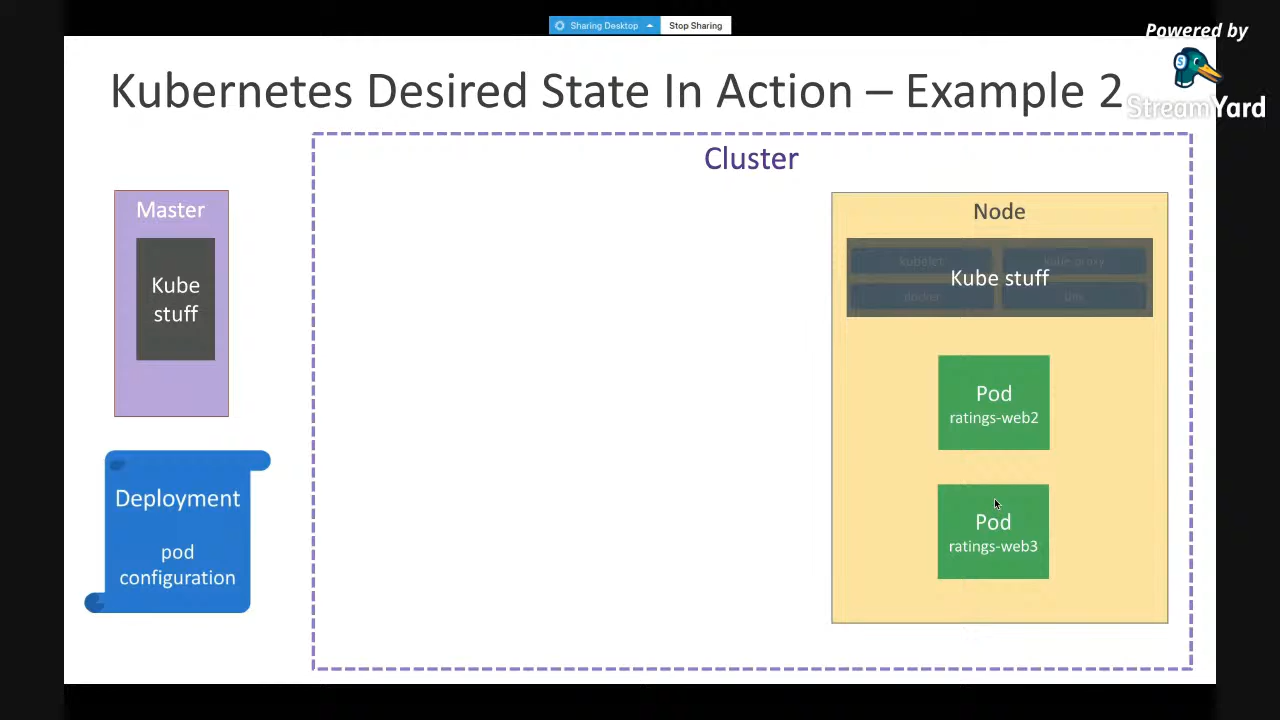 Sharing Desktop
Stop Sharing
Powered by
StreamYard
Kubernetes Desired State In Action – Example 2
Cluster
Master
Kube
stuff
Node
kubelet
kube-proxy
Kube stuff
docker
Pod
ratings-web2
Deployment
pod
configuration
Pod
ratings-web3